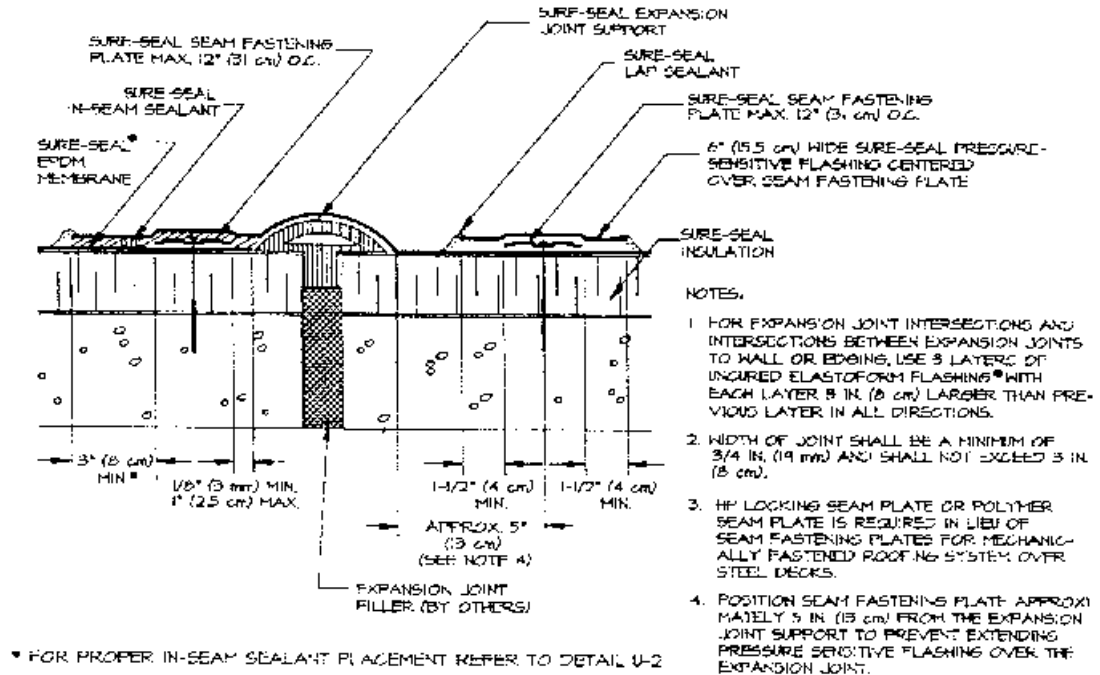 SURE-SEAL EXPANSION
JOINT SUPPORT
SURE-SEAL SEAM FASTENING
PLATE MAX. 12" (31 cm) O.C.
SURE-SEAL
LAP SEALANT
SURE-SEAL
IN-SEAM SEALANT
SURE-SEAL SEAM FASTENING
PLATE MAX. 12" (31 cm) O.C.
SURE-SEAL*
EPDM
MEMBRANE
6" (15.5 cm) WIDE SURE-SEAL PRESSURE-
SENSITIVE FLASHING CENTERED
OVER SEAM FASTENING PLATE
SURE-SEAL
INSULATION
3" (8 cm)
MIN*
1/8" (3 mm) MIN.
1" (2.5 cm) MAX.
1-1/2" (4 cm)
MIN.
1-1/2" (4 cm)
MIN.
APPROX. 5"
(13 cm)
(SEE NOTE 4)
EXPANSION JOINT
FILLER (BY OTHERS)
NOTES:
1. FOR EXPANSION JOINT INTERSECTIONS AND
INTERSECTIONS BETWEEN EXPANSION JOINTS
TO WALL OR EDGING, USE 3 LAYERS OF
UNCURED ELASTOFORM FLASHING* WITH
EACH LAYER 3 IN. (8 cm) LARGER THAN PRE-
VIOUS LAYER IN ALL DIRECTIONS.
2. WIDTH OF JOINT SHALL BE A MINIMUM OF
3/4 IN. (19 mm) AND SHALL NOT EXCEED 3 IN.
(8 cm).
3. HP LOCKING SEAM PLATE OR POLYMER
SEAM PLATE IS REQUIRED IN LIEU OF
SEAM FASTENING PLATES FOR MECHANIC-
ALLY FASTENED ROOFING SYSTEM OVER
STEEL DECKS.
4. POSITION SEAM FASTENING PLATE APPROXI
MATELY 5 IN. (13 cm) FROM THE EXPANSION
JOINT SUPPORT TO PREVENT EXTENDING
PRESSURE SENSITIVE FLASHING OVER THE
EXPANSION JOINT.
* FOR PROPER IN-SEAM SEALANT PLACEMENT REFER TO DETAIL U-2